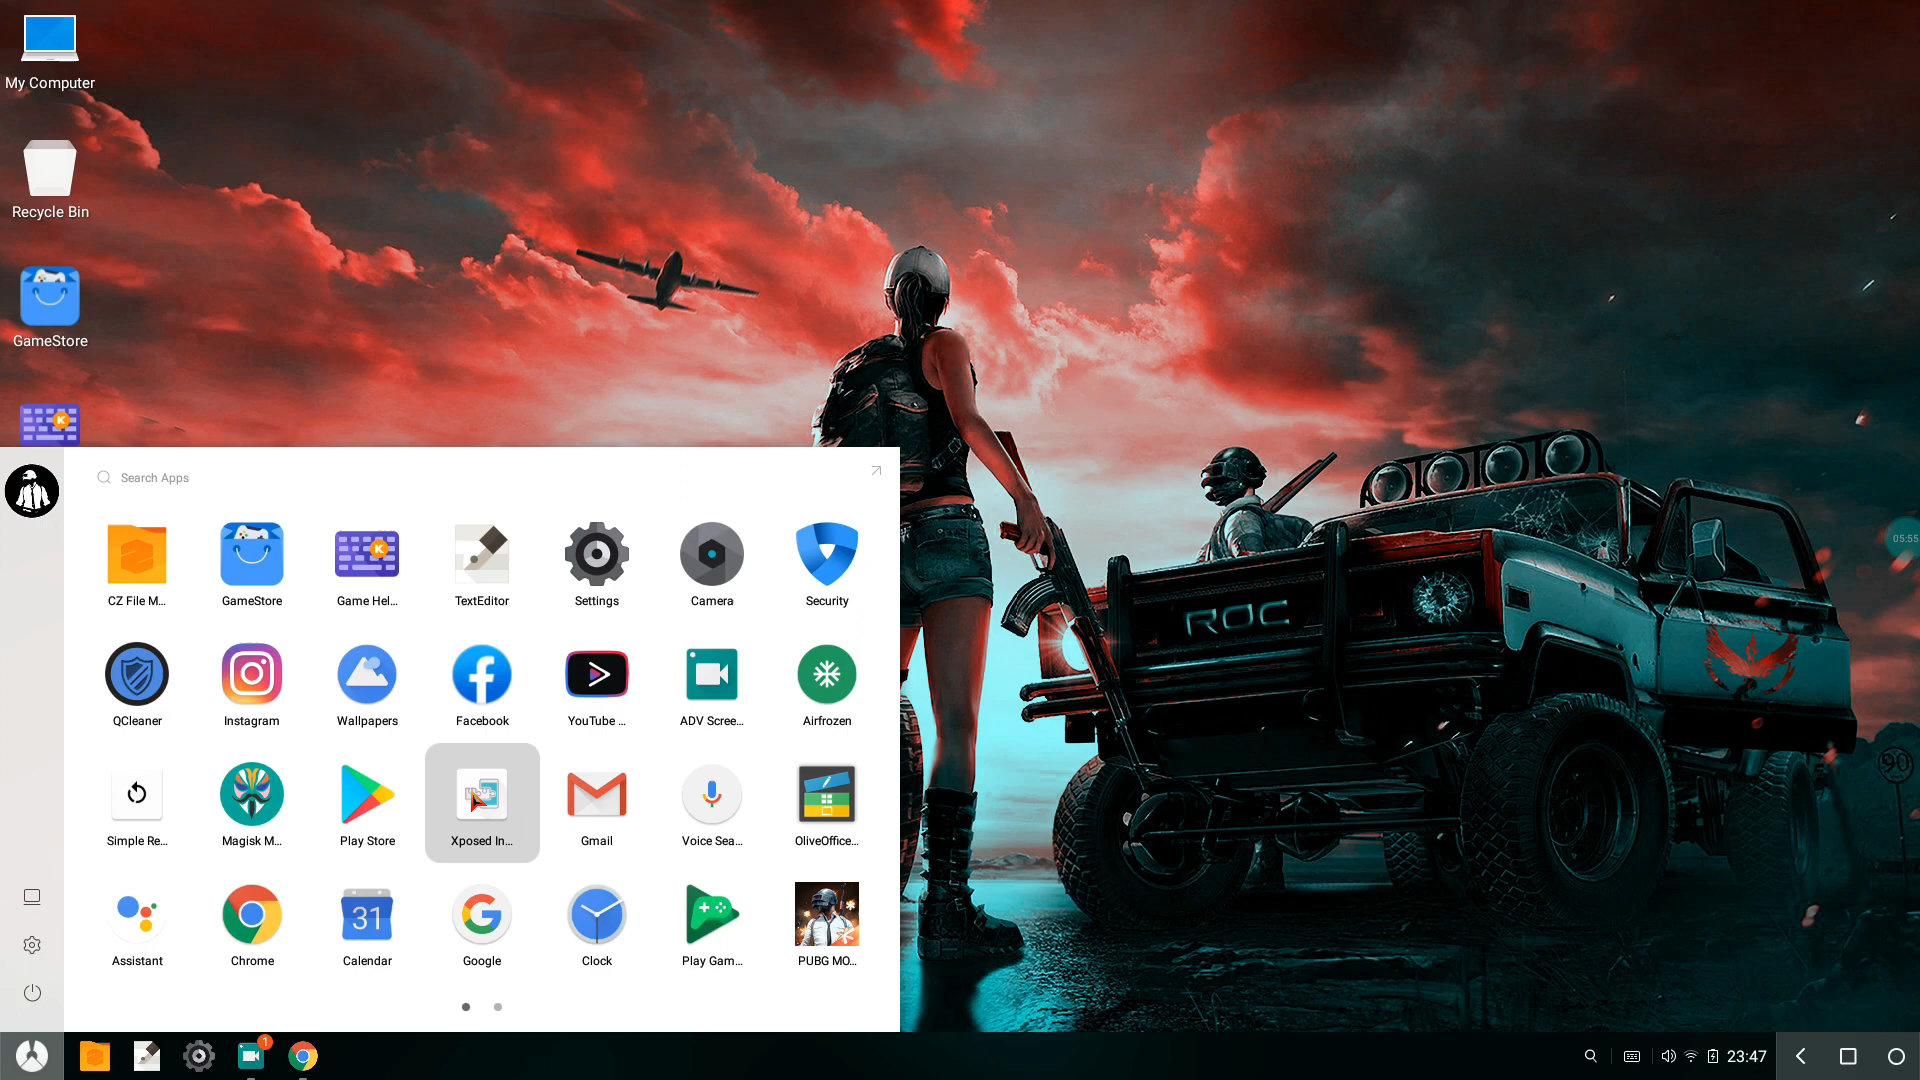 My Computer
Recycle Bin
GameStore
K
Search Apps
K
CZ File M...
GameStore
Game Hel...
TextEditor
Settings
Camera
Security
QCleaner
Instagram
Wallpapers
Facebook
YouTube ...
ADV Scree...
Airfrozen
Simple Re...
Magisk M...
Play Store
Xposed In...
Gmail
Voice Sea...
OliveOffice...
31
Assistant
Chrome
Calendar
Google
Clock
Play Gam...
PUBG MO...
1
23:47
05:55
ROC
90